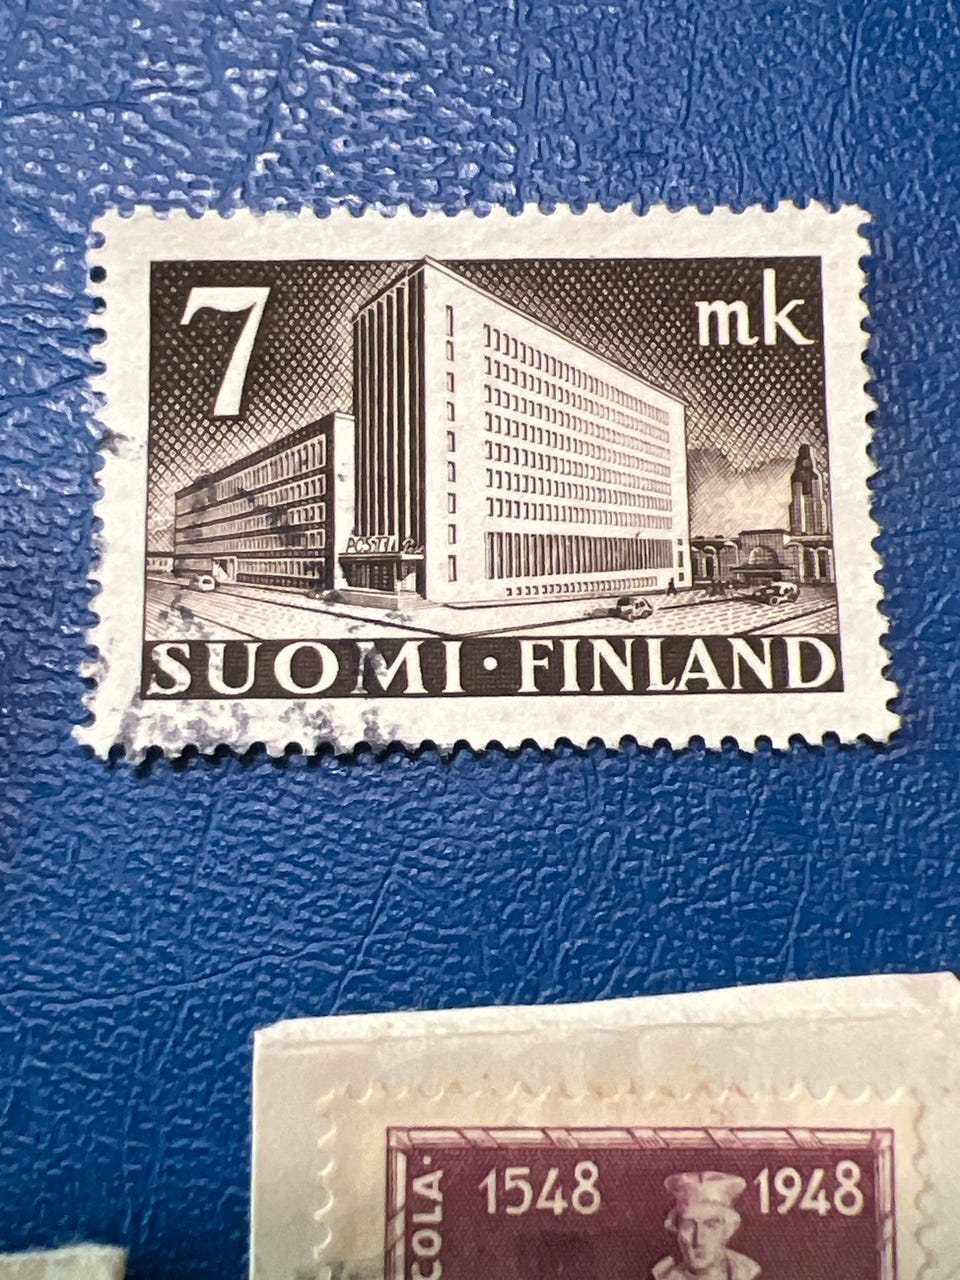 7 mk
POSTI
SUOMI • FINLAND
1548 1948
COLA•